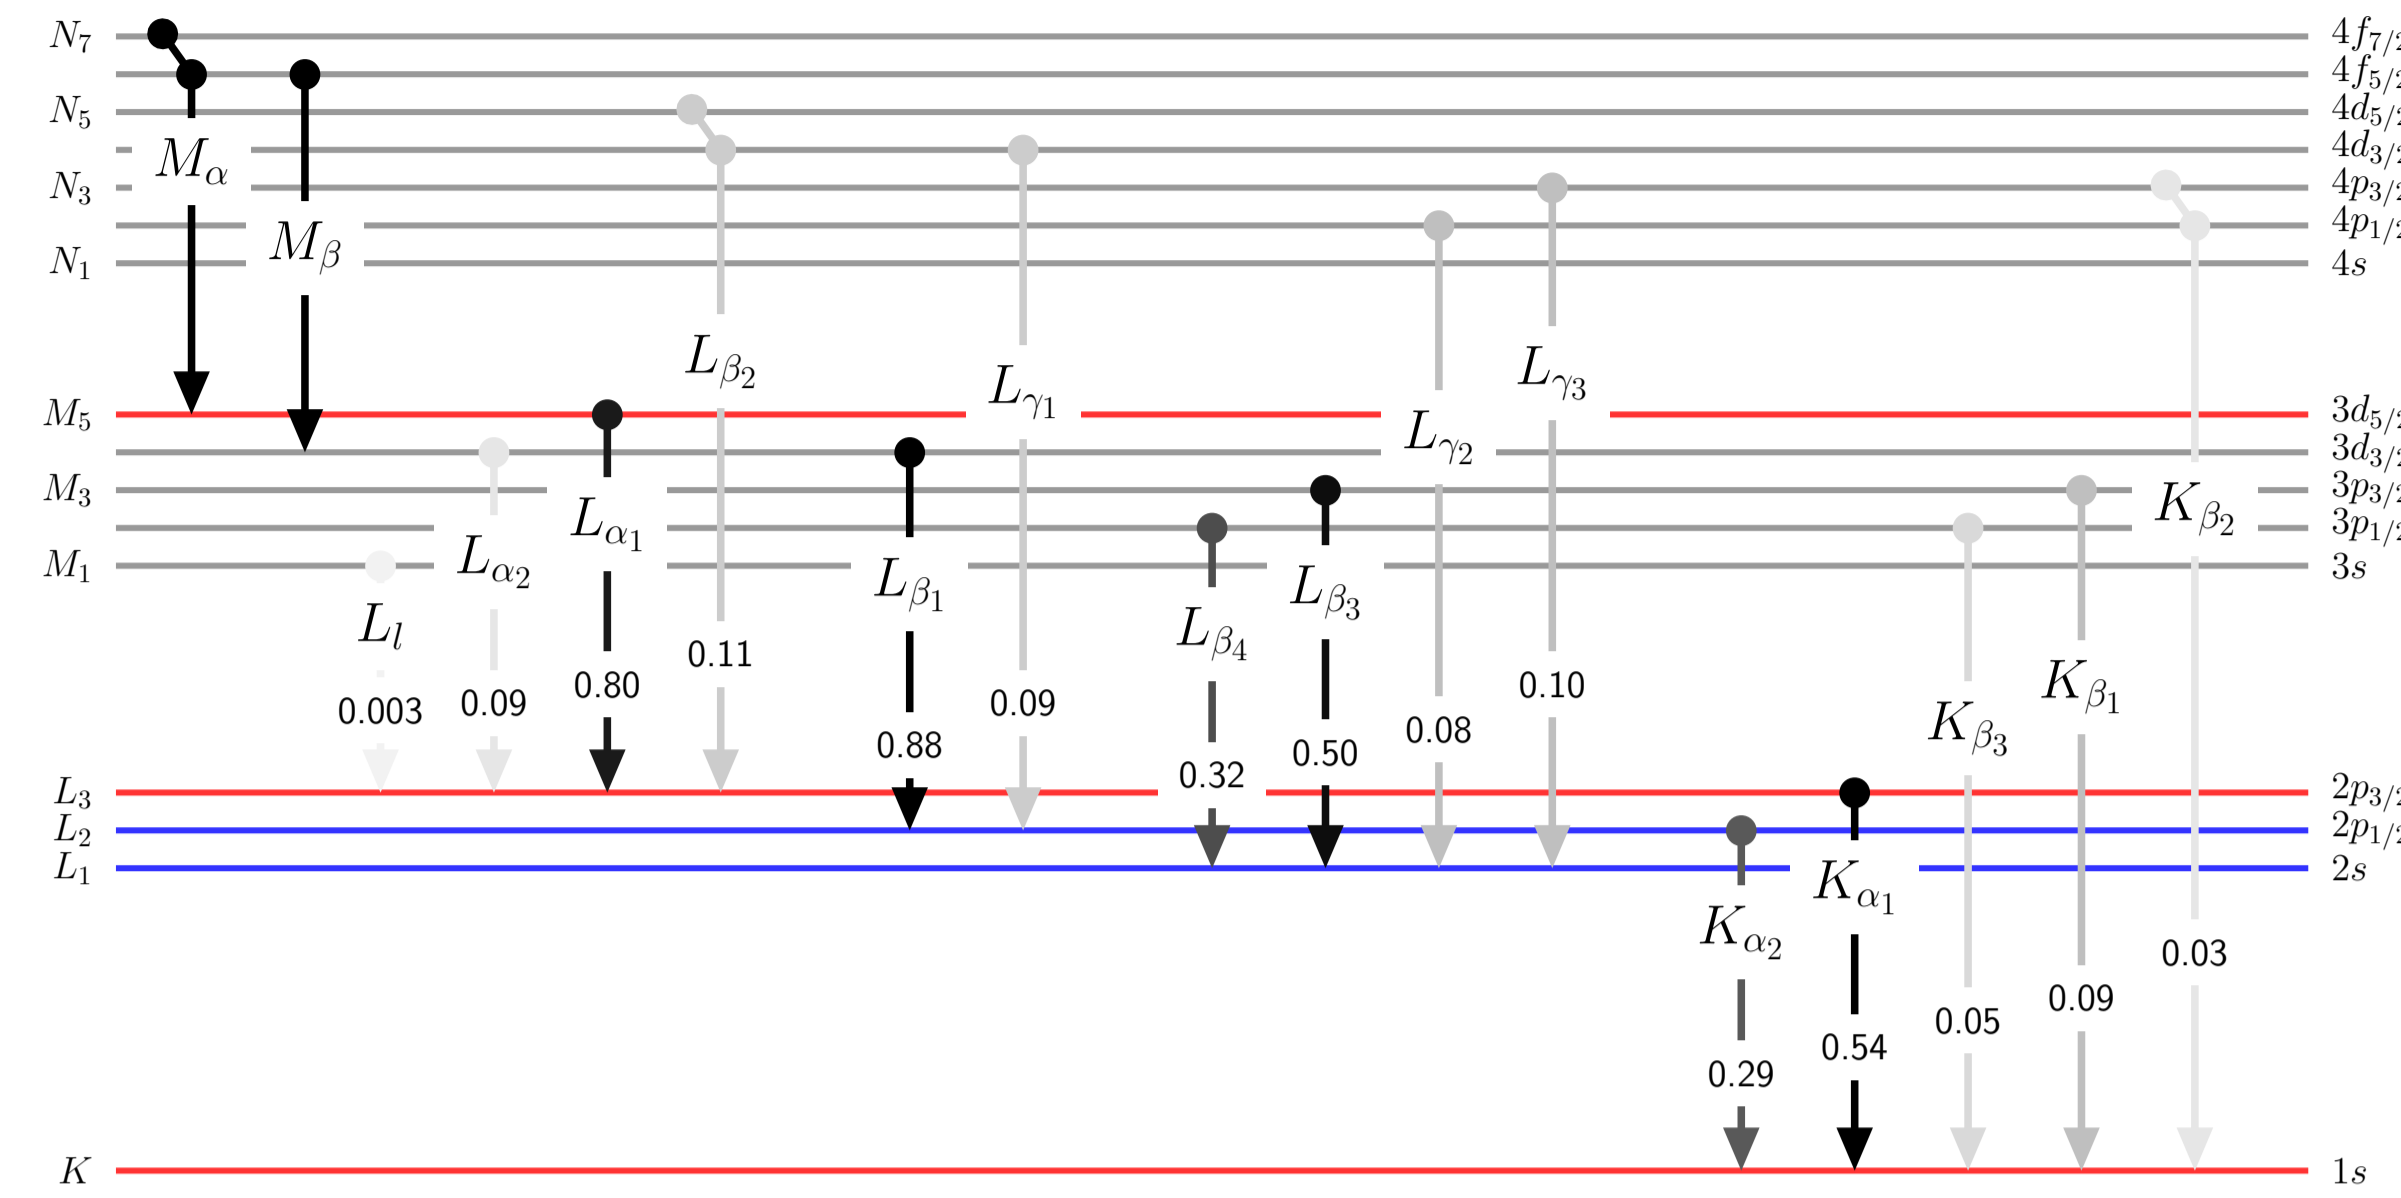 N₇ 4f₇/₂
4f₅/₂
N₅ 4d₅/₂
4d₃/₂
Mα
N₃ 4p₃/₂
4p₁/₂
Mβ
N₁ 4s
Lβ₂
Lγ₃
Lγ₁
M₅ 3d₅/₂
Lγ₂
3d₃/₂
M₃ 3p₃/₂
Kβ₂
Lα₁
3p₁/₂
Lα₂
M₁ 3s
Lβ₁
Lβ₃
Lₗ
Lβ₄
0.11
Kβ₁
0.80 0.10
0.003 0.09 0.09
Kβ₃
0.08
0.88 0.50
0.32
L₃ 2p₃/₂
L₂ 2p₁/₂
L₁ 2s
Kα₁
Kα₂
0.03
0.09
0.05
0.54
0.29
K 1s